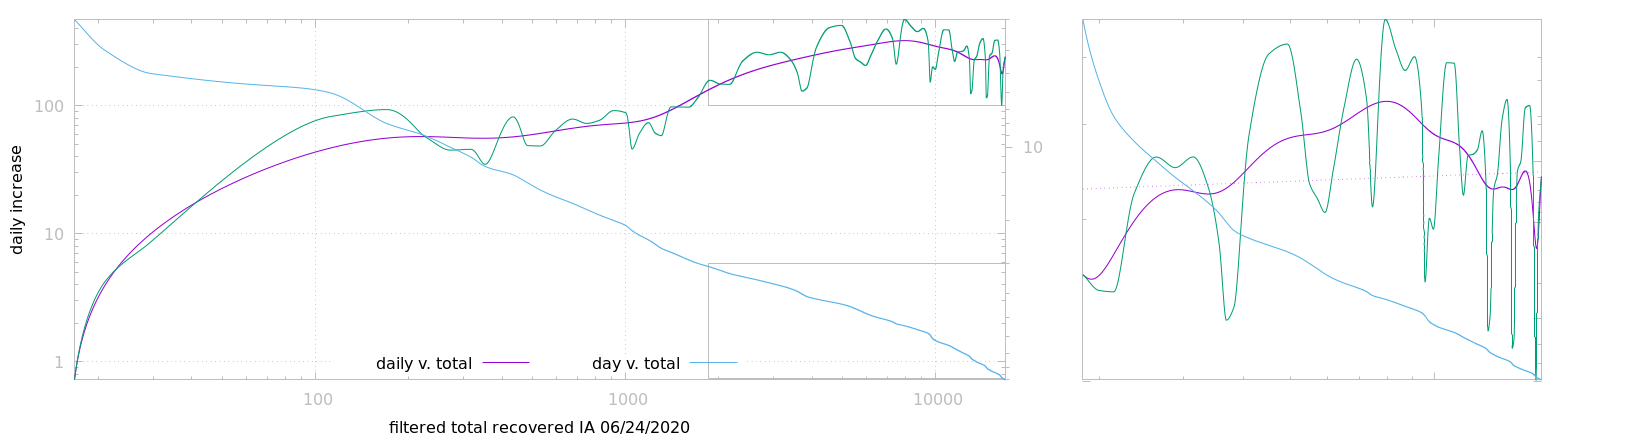 daily increase
100
10
1
10
daily v. total
day v. total
100
1000
10000
filtered total recovered IA 06/24/2020